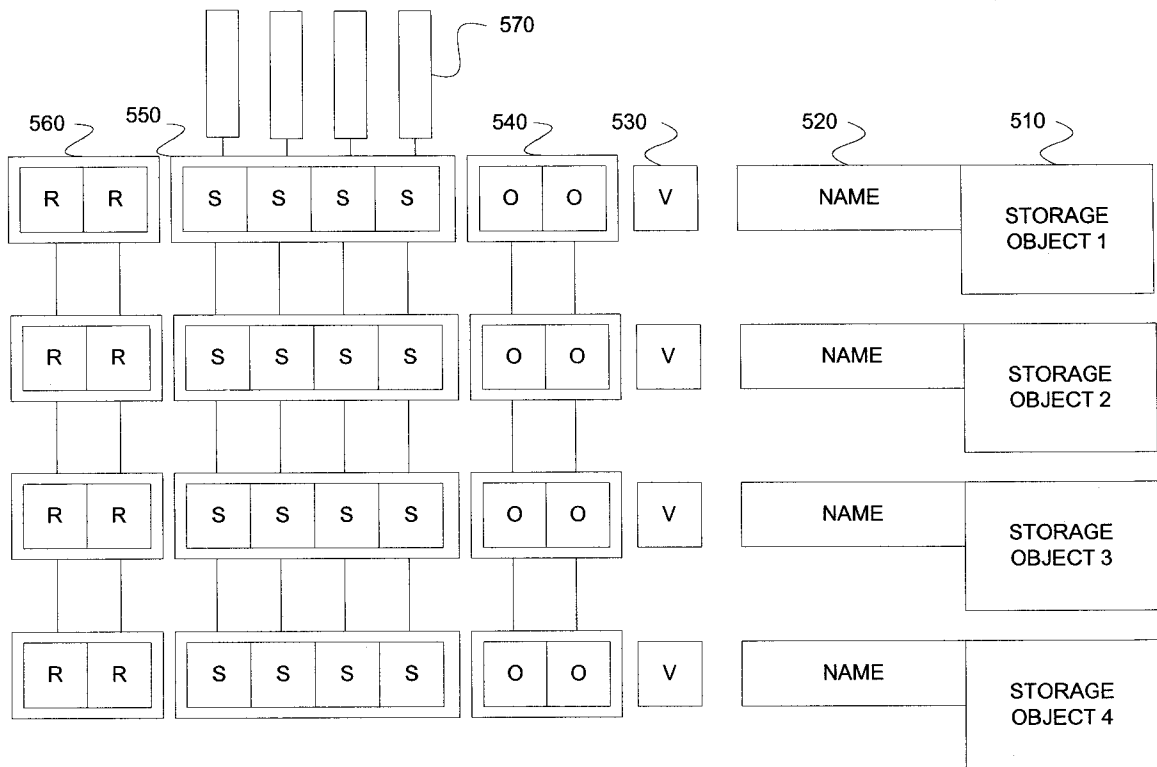 570
560 550 540 530 520 510
R R S S S S O O V NAME STORAGE OBJECT 1
R R S S S S O O V NAME STORAGE OBJECT 2
R R S S S S O O V NAME STORAGE OBJECT 3
R R S S S S O O V NAME STORAGE OBJECT 4